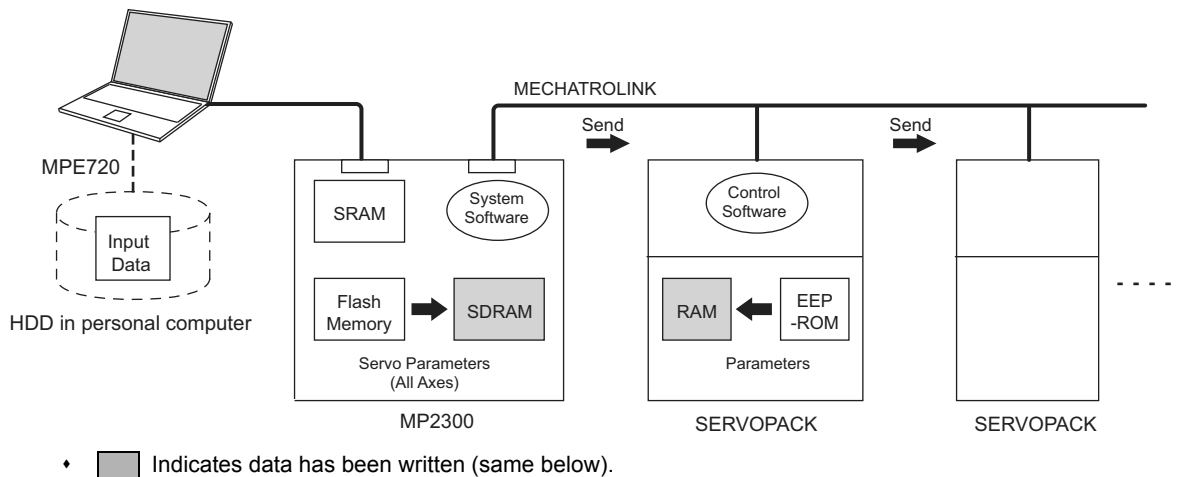 MECHATROLINK
Send
Send
MPE720
SRAM
System
Software
Control
Software
Input
Data
HDD in personal computer
Flash
Memory
SDRAM
RAM
EEP
-ROM
Servo Parameters
(All Axes)
Parameters
MP2300
SERVOPACK
SERVOPACK
Indicates data has been written (same below).